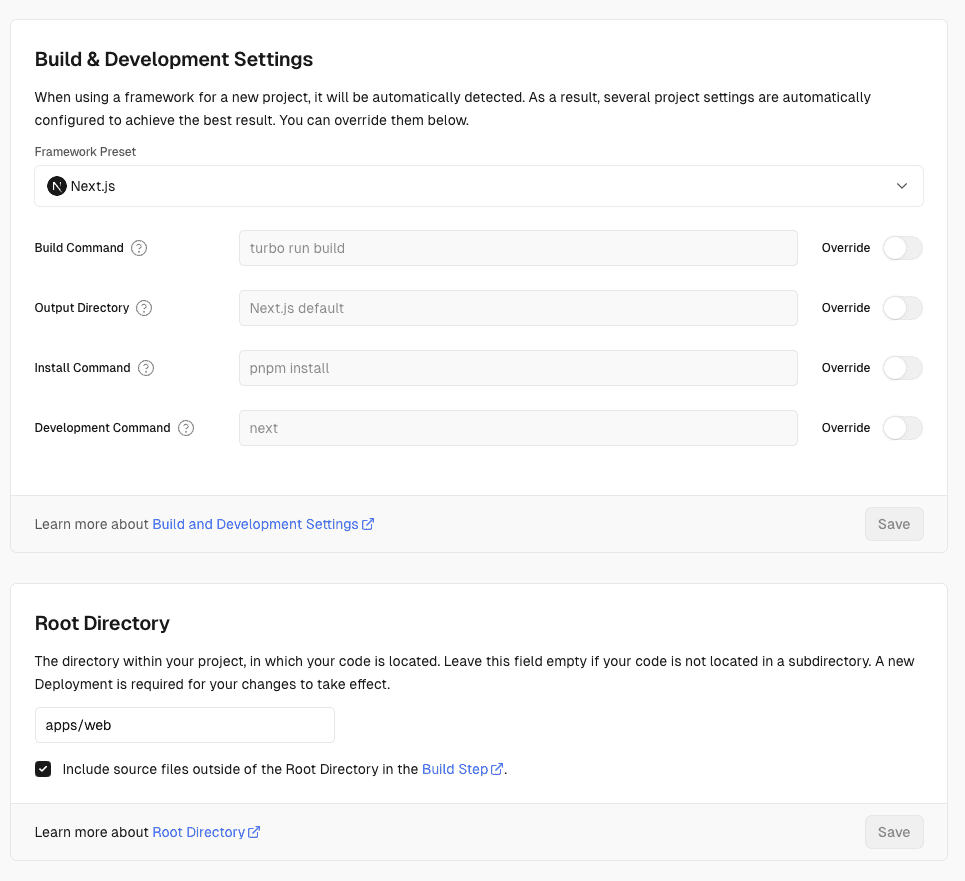 Build & Development Settings
When using a framework for a new project, it will be automatically detected. As a result, several project settings are automatically
configured to achieve the best result. You can override them below.
Framework Preset
N Next.js
Build Command ? turbo run build Override
Output Directory ? Next.js default Override
Install Command ? pnpm install Override
Development Command ? next Override
Learn more about Build and Development Settings Save
Root Directory
The directory within your project, in which your code is located. Leave this field empty if your code is not located in a subdirectory. A new
Deployment is required for your changes to take effect.
apps/web
Include source files outside of the Root Directory in the Build Step.
Learn more about Root Directory Save